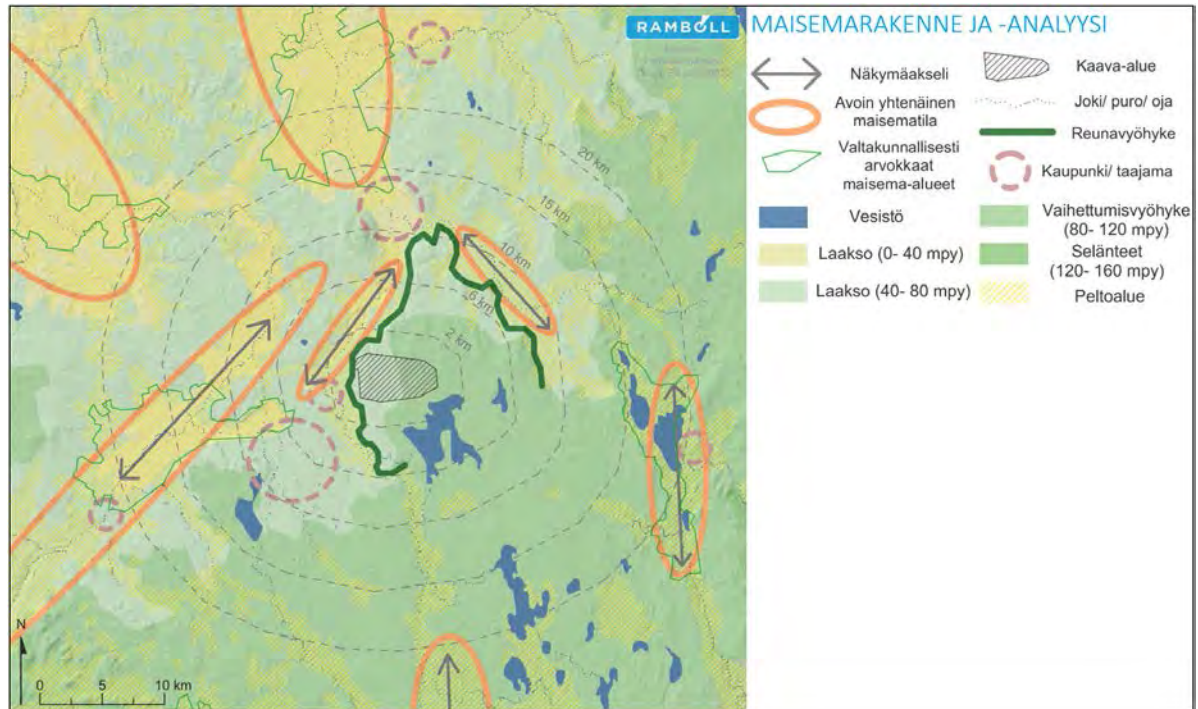 RAMBOLL
MAISEMARAKENNE JA -ANALYYSI
Näkymäakseli
Avoin yhtenäinen
maisematila
Valtakunnallisesti
arvokkaat
maisema-alueet
Vesistö
Laakso (0- 40 mpy)
Laakso (40- 80 mpy)
Kaava-alue
Joki/ puro/ oja
Reunavyöhyke
Kaupunki/ taajama
Vaihettumisvyöhyke
(80- 120 mpy)
Selänteet
(120- 160 mpy)
Peltoalue
20 km
15 km
10 km
6 km
2 km
N
0 5 10 km